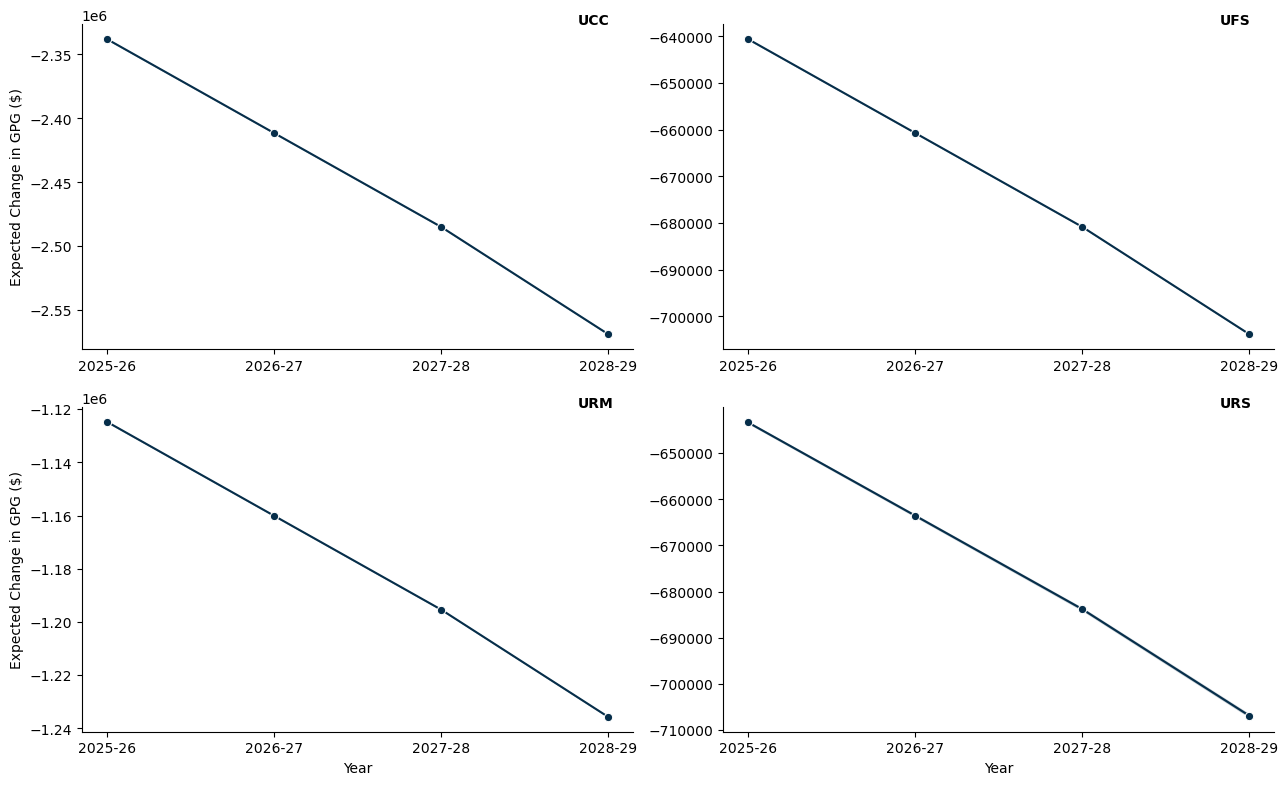 1e6
UCC
Expected Change in GPG ($)
−2.35
−2.40
−2.45
−2.50
−2.55
2025-26 2026-27 2027-28 2028-29
UFS
−640000
−650000
−660000
−670000
−680000
−690000
−700000
2025-26 2026-27 2027-28 2028-29
1e6
URM
Expected Change in GPG ($)
−1.12
−1.14
−1.16
−1.18
−1.20
−1.22
−1.24
2025-26 2026-27 2027-28 2028-29
Year
URS
−650000
−660000
−670000
−680000
−690000
−700000
−710000
2025-26 2026-27 2027-28 2028-29
Year